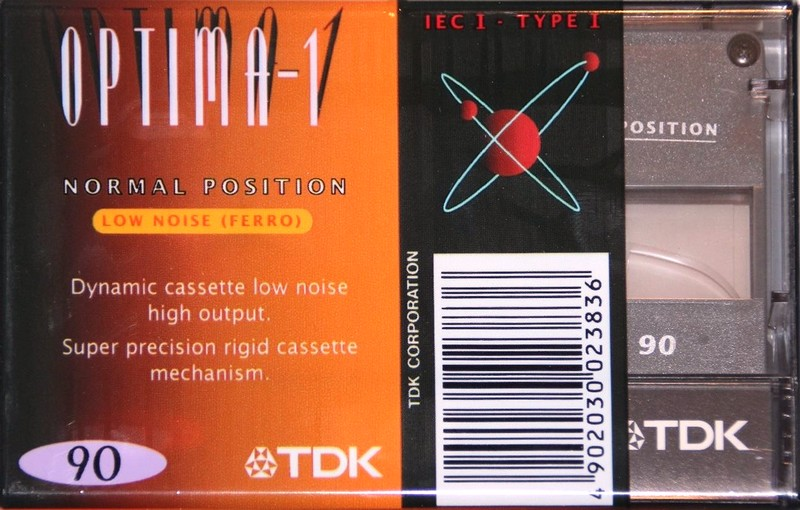 OPTIMA-1
NORMAL POSITION
LOW NOISE (FERRO)
Dynamic cassette low noise
high output.
Super precision rigid cassette
mechanism.
90
TDK
IEC I - TYPE I
TDK CORPORATION
4 902030 023836
POSITION
90
TDK